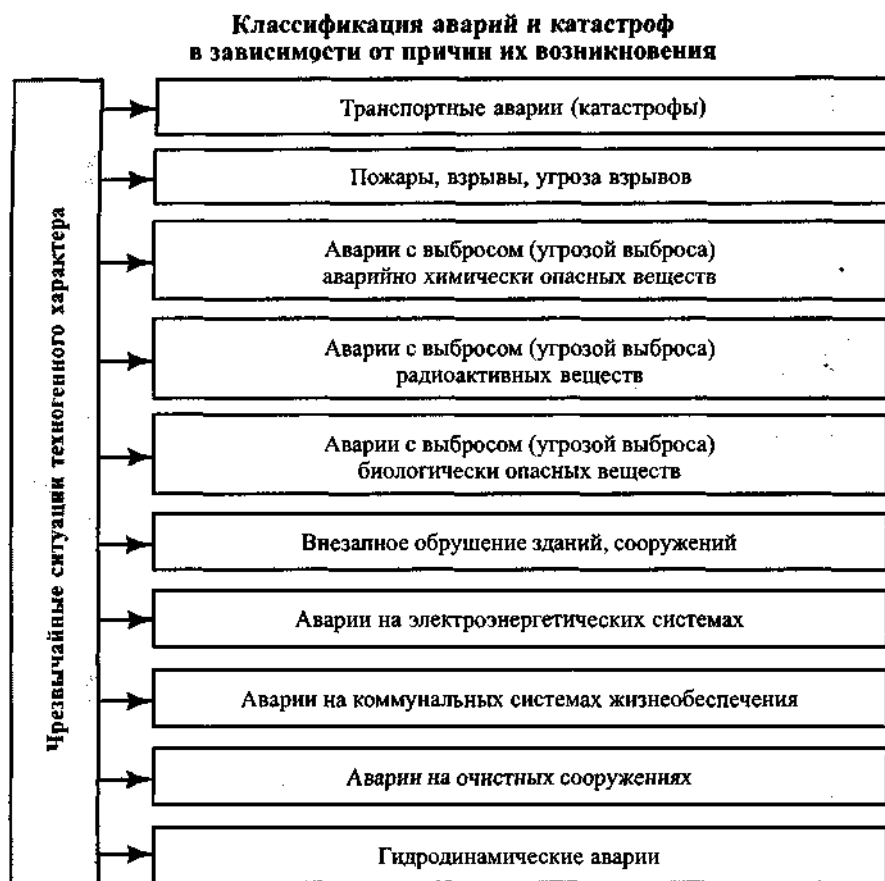 Классификация аварий и катастроф
в зависимости от причин их возникновения
Чрезвычайные ситуации техногенного характера
Транспортные аварии (катастрофы)
Пожары, взрывы, угроза взрывов
Аварии с выбросом (угрозой выброса)
аварийно химически опасных веществ
Аварии с выбросом (угрозой выброса)
радиоактивных веществ
Аварии с выбросом (угрозой выброса)
биологически опасных веществ
Внезапное обрушение зданий, сооружений
Аварии на электроэнергетических системах
Аварии на коммунальных системах жизнеобеспечения
Аварии на очистных сооружениях
Гидродинамические аварии